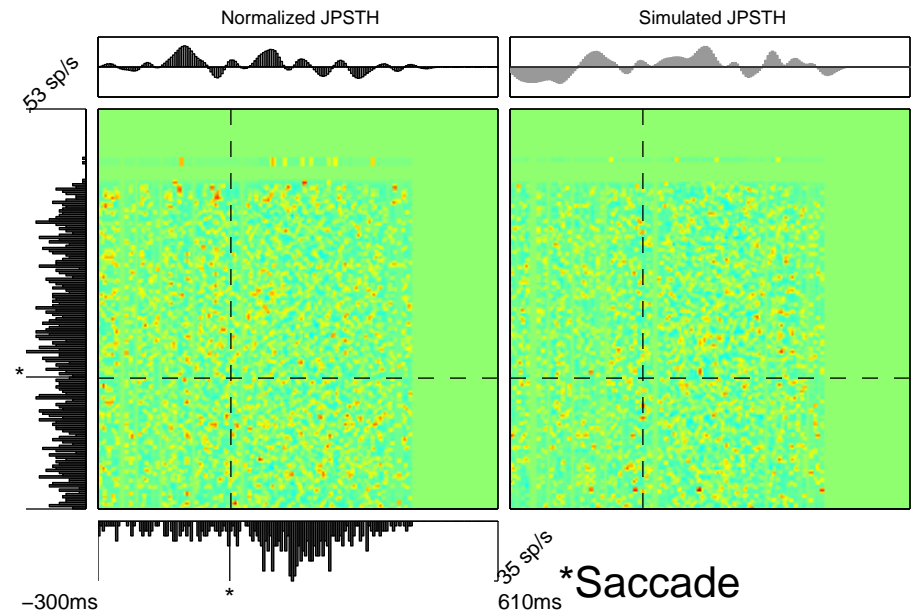 Normalized JPSTH
Simulated JPSTH
53 sp/s
*
*
35 sp/s
*Saccade
−300ms
610ms